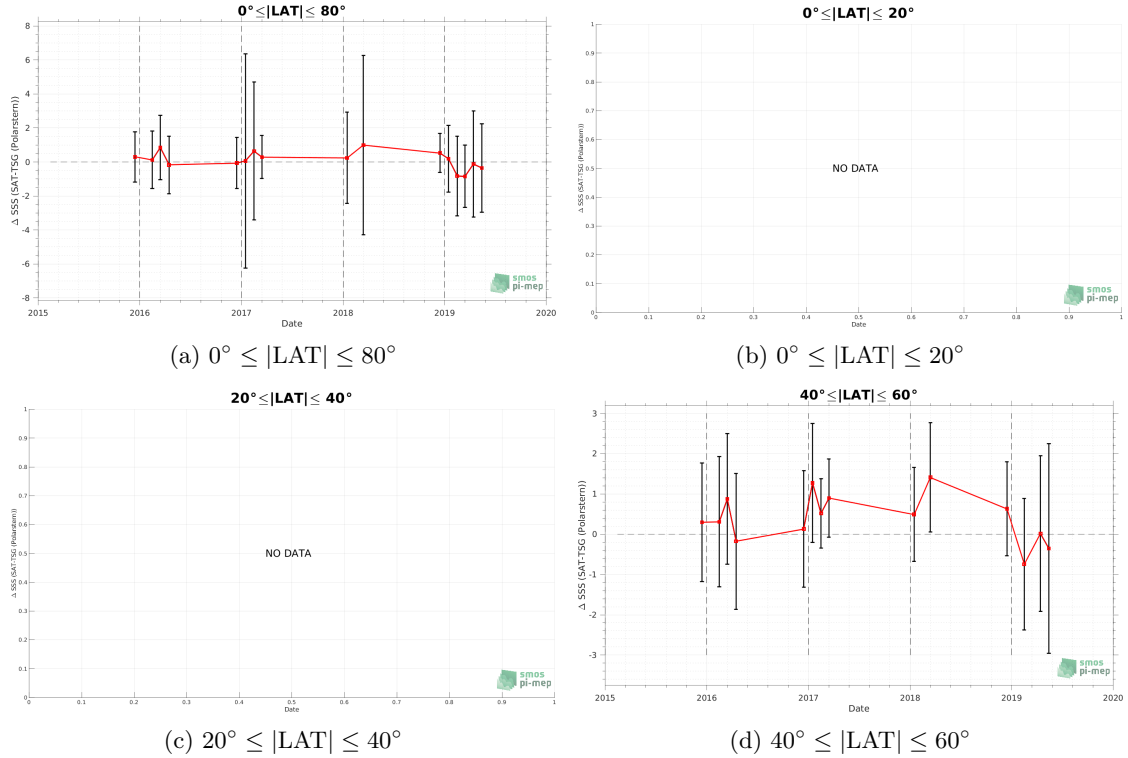 0°≤|LAT|≤ 80°
Δ SSS (SAT-TSG (Polarstern))
8
6
4
2
0
-2
-4
-6
-8
2015 2016 2017 2018 2019 2020
Date
smos
pi-mep
(a) 0° ≤ |LAT| ≤ 80°
0°≤|LAT|≤ 20°
Δ SSS (SAT-TSG (Polarstern))
1
0.9
0.8
0.7
0.6
0.5
0.4
0.3
0.2
0.1
0
NO DATA
0 0.1 0.2 0.3 0.4 0.5 0.6 0.7 0.8 0.9 1
Date
smos
pi-mep
(b) 0° ≤ |LAT| ≤ 20°
20°≤|LAT|≤ 40°
Δ SSS (SAT-TSG (Polarstern))
1
0.9
0.8
0.7
0.6
0.5
0.4
0.3
0.2
0.1
0
NO DATA
0 0.1 0.2 0.3 0.4 0.5 0.6 0.7 0.8 0.9 1
Date
smos
pi-mep
(c) 20° ≤ |LAT| ≤ 40°
40°≤|LAT|≤ 60°
Δ SSS (SAT-TSG (Polarstern))
3
2
1
0
-1
-2
-3
2015 2016 2017 2018 2019 2020
Date
smos
pi-mep
(d) 40° ≤ |LAT| ≤ 60°